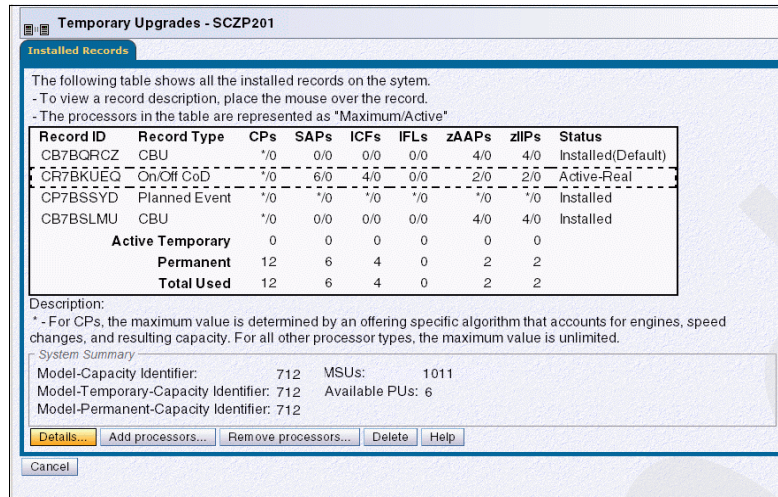 Temporary Upgrades - SCZP201
Installed Records
The following table shows all the installed records on the sytem.
- To view a record description, place the mouse over the record.
- The processors in the table are represented as "Maximum/Active"
Record ID Record Type CPs SAPs ICFs IFLs zAAPs zIIPs Status
CB7BQRCZ CBU */0 0/0 0/0 0/0 4/0 4/0 Installed(Default)
CR7BKUEQ On/Off CoD */0 6/0 4/0 0/0 2/0 2/0 Active-Real
CP7BSSYD Planned Event */0 */0 */0 */0 */0 */0 Installed
CB7BSLMU CBU */0 0/0 0/0 0/0 4/0 4/0 Installed
Active Temporary 0 0 0 0 0 0
Permanent 12 6 4 0 2 2
Total Used 12 6 4 0 2 2
Description:
* - For CPs, the maximum value is determined by an offering specific algorithm that accounts for engines, speed
changes, and resulting capacity. For all other processor types, the maximum value is unlimited.
System Summary
Model-Capacity Identifier: 712 MSUs: 1011
Model-Temporary-Capacity Identifier: 712 Available PUs: 6
Model-Permanent-Capacity Identifier: 712
Details... Add processors... Remove processors... Delete Help
Cancel